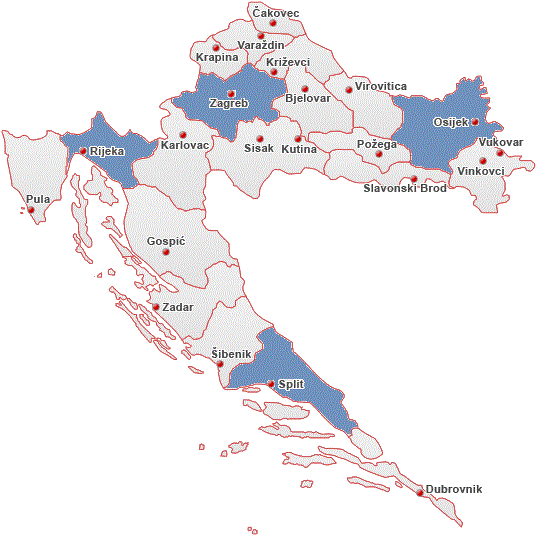 Čakovec
Varaždin
Krapina
Križevci
Virovitica
Bjelovar
Zagreb
Osijek
Karlovac
Sisak
Kutina
Požega
Vukovar
Rijeka
Vinkovci
Slavonski Brod
Pula
Gospić
Zadar
Šibenik
Split
Dubrovnik